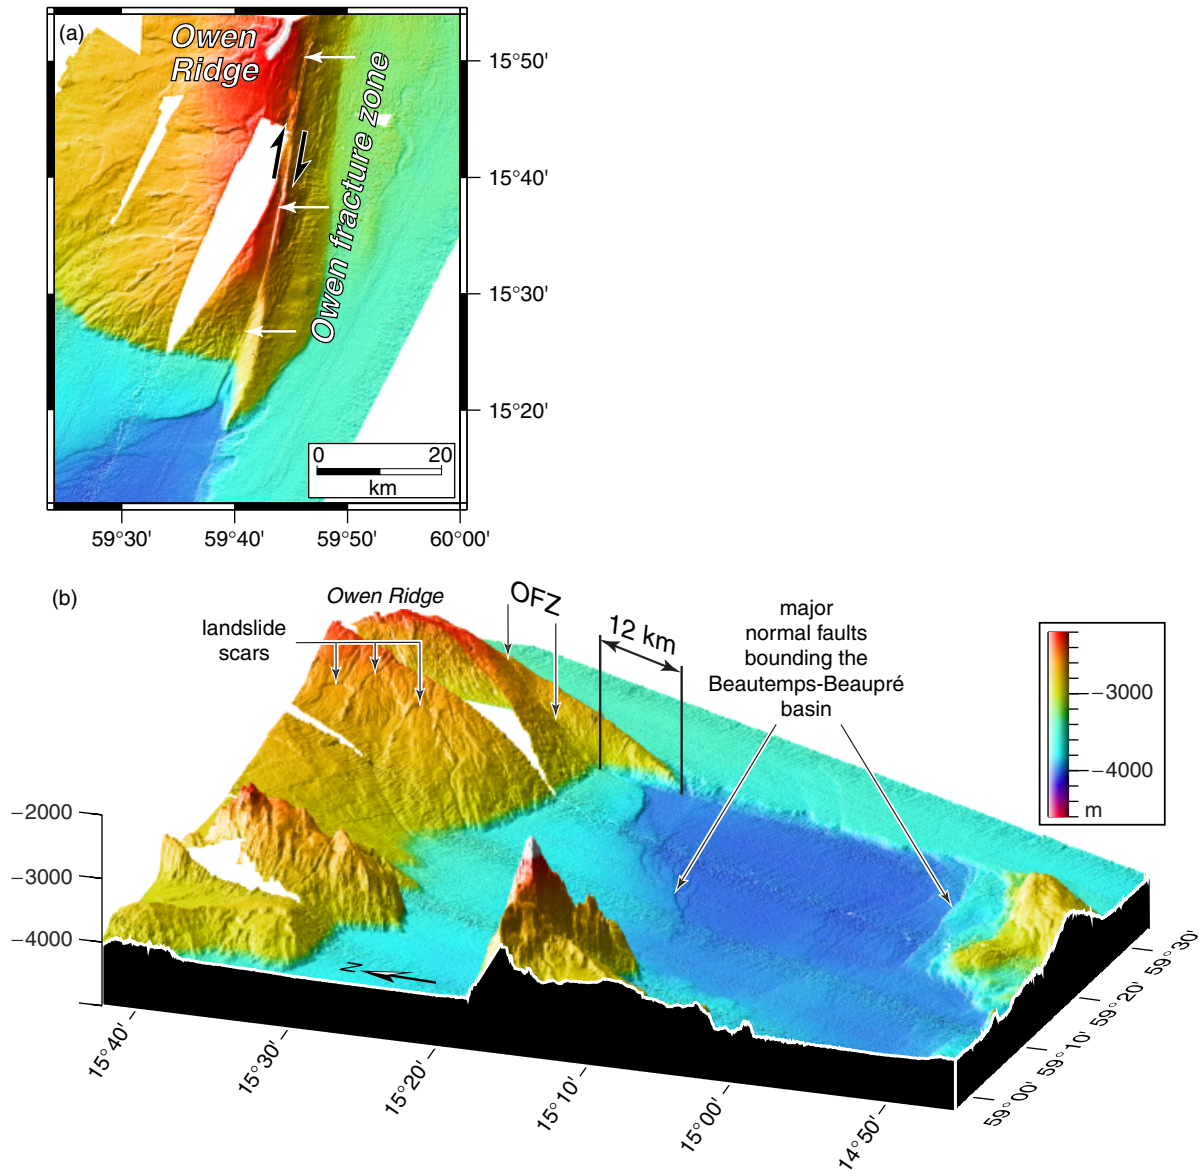 (a)
Owen
Ridge
Owen fracture zone
15°50'
15°40'
15°30'
15°20'
0 20
km
59°30' 59°40' 59°50' 60°00'
(b)
Owen Ridge
OFZ
landslide
scars
12 km
major
normal faults
bounding the
Beautemps-Beaupré
basin
−3000
−4000
m
−2000
−3000
−4000
N
15°40'
15°30'
15°20'
15°10'
15°00'
14°50'
59°00'
59°10'
59°20'
59°30'